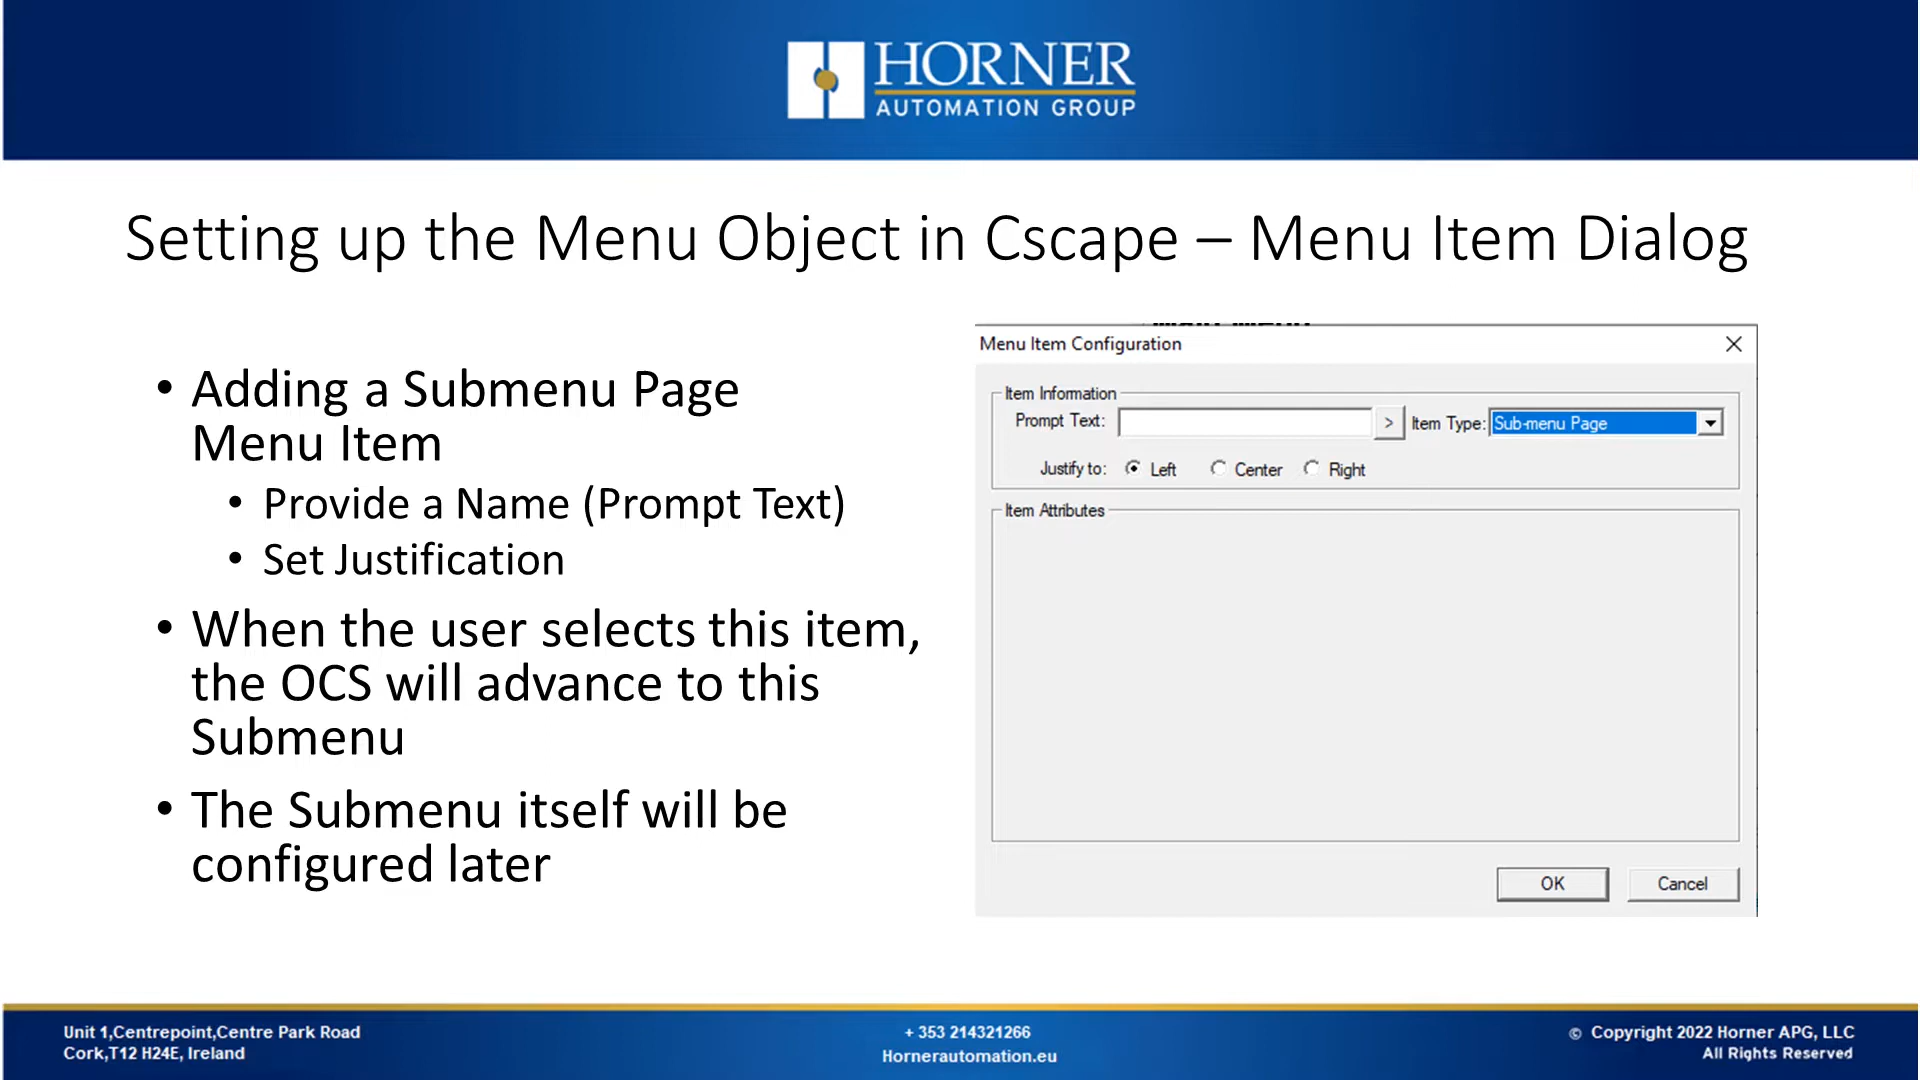 HORNER
AUTOMATION GROUP
Setting up the Menu Object in Cscape – Menu Item Dialog
• Adding a Submenu Page
Menu Item
• Provide a Name (Prompt Text)
• Set Justification
• When the user selects this item,
the OCS will advance to this
Submenu
• The Submenu itself will be
configured later
Menu Item Configuration
Item Information
Prompt Text: > Item Type: Sub-menu Page
Justify to: Left Center Right
Item Attributes
OK Cancel
Unit 1,Centrepoint,Centre Park Road
Cork,T12 H24E, Ireland
+ 353 214321266
Hornerautomation.eu
© Copyright 2022 Horner APG, LLC
All Rights Reserved